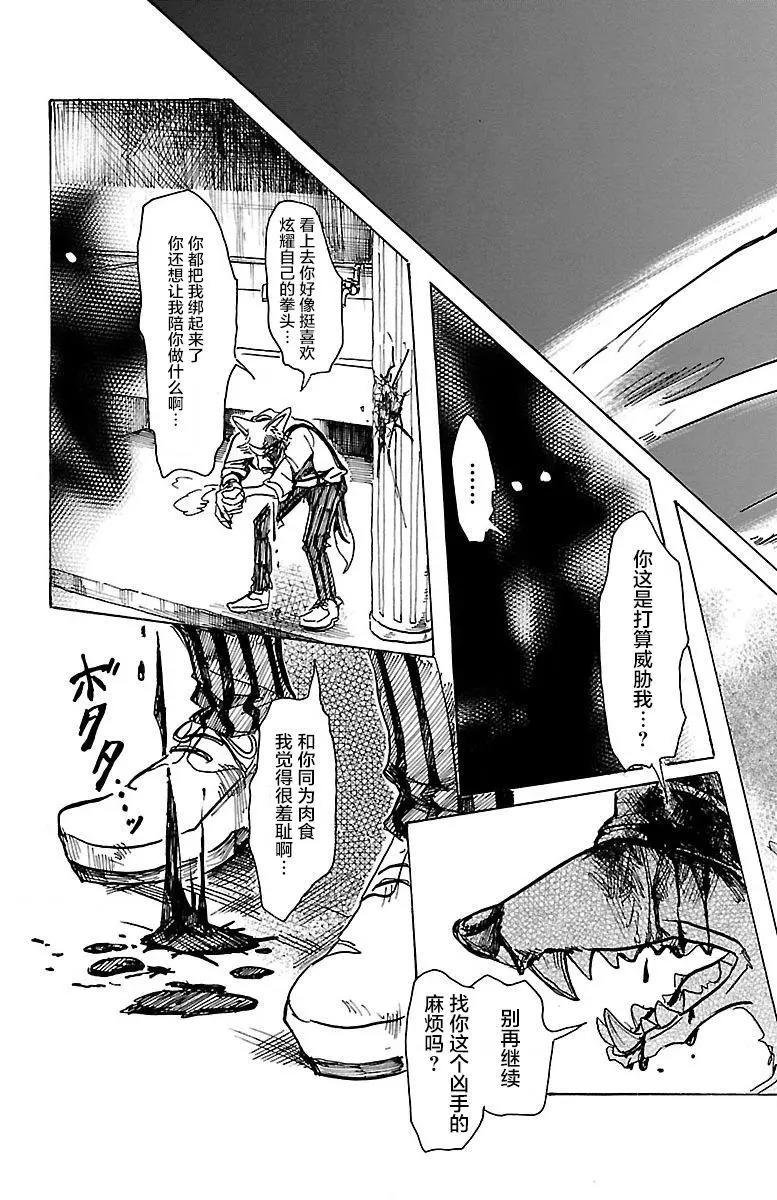 ……
你这是打算威胁我…？
别再继续
找你这个凶手的
麻烦吗？
看上去你好像挺喜欢
炫耀自己的拳头…
你都把我绑起来了
你还想让我陪你做什么啊…
和你同为肉食
我觉得很羞耻啊…
ボタタ…ッ